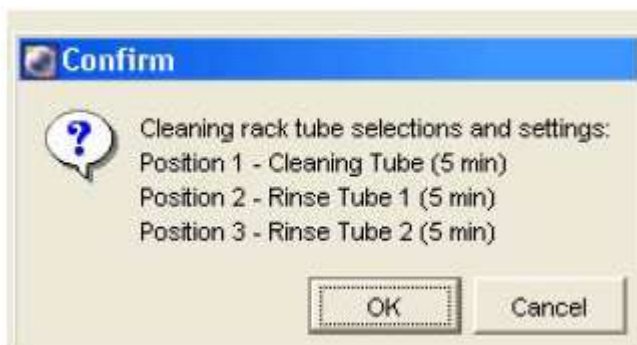 Confirm
Cleaning rack tube selections and settings:
Position 1 - Cleaning Tube (5 min)
Position 2 - Rinse Tube 1 (5 min)
Position 3 - Rinse Tube 2 (5 min)
OK Cancel